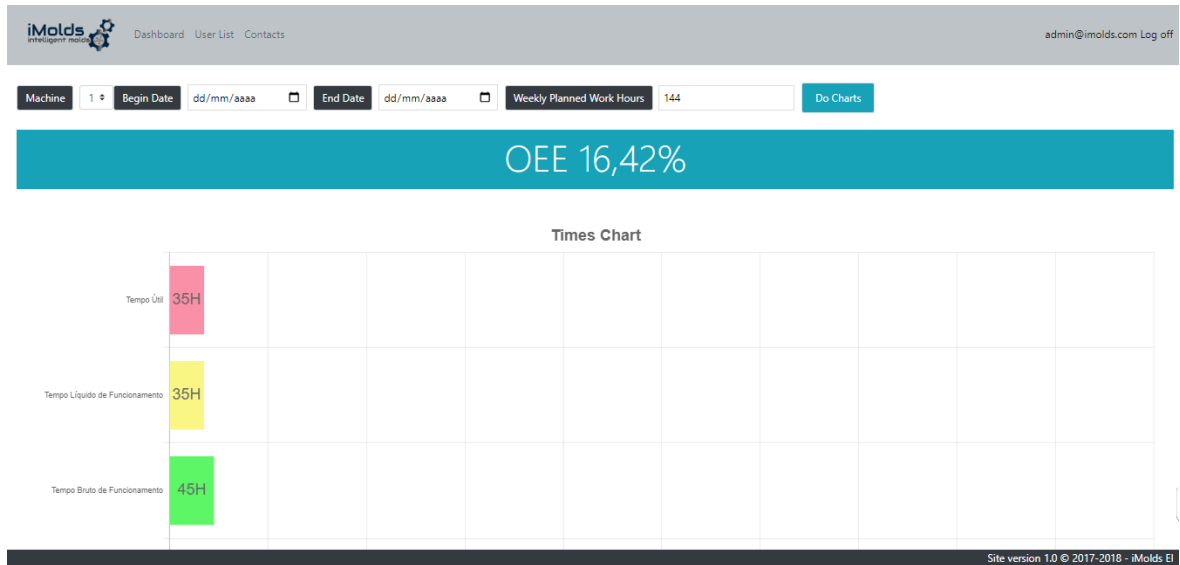 iMolds
intelligent molds
Dashboard User List Contacts
admin@imolds.com Log off
Machine 1 Begin Date dd/mm/aaaa End Date dd/mm/aaaa Weekly Planned Work Hours 144 Do Charts
OEE 16,42%
Times Chart
Tempo Útil 35H
Tempo Líquido de Funcionamento 35H
Tempo Bruto de Funcionamento 45H
Site version 1.0 © 2017-2018 - iMolds EI